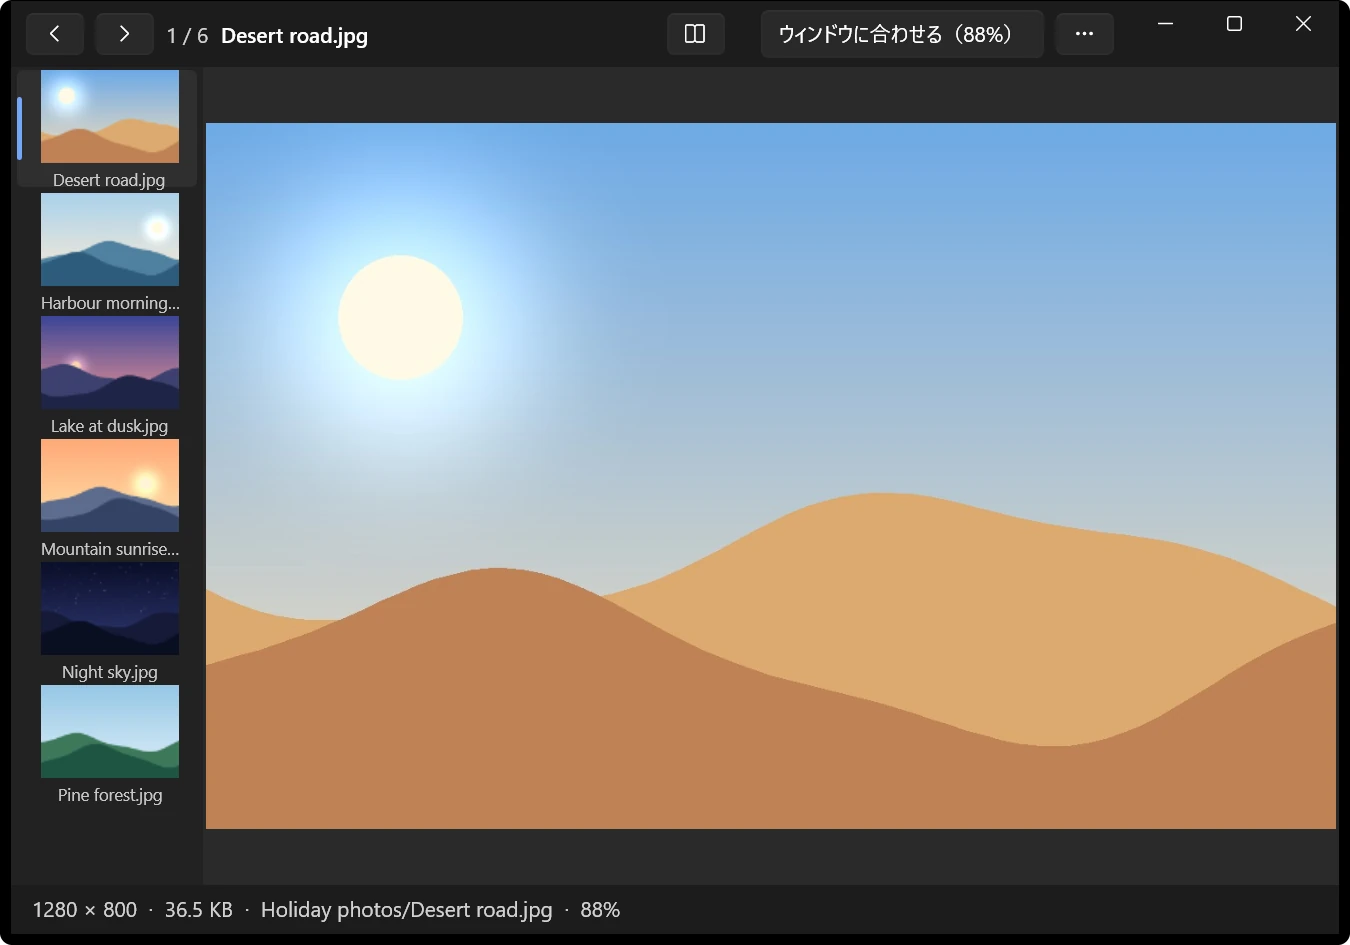 1 / 6 Desert road.jpg
ウィンドウに合わせる（88%）
Desert road.jpg
Harbour morning...
Lake at dusk.jpg
Mountain sunrise...
Night sky.jpg
Pine forest.jpg
1280 × 800 · 36.5 KB · Holiday photos/Desert road.jpg · 88%